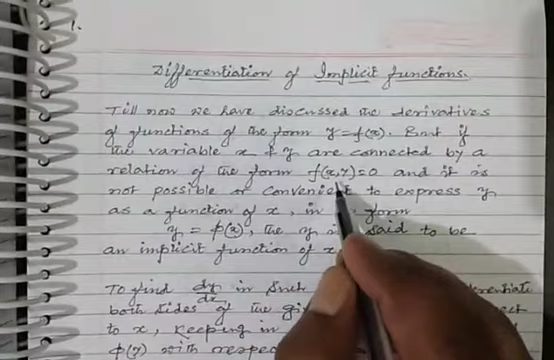 1.
Differentiation of Implicit functions.
Till now we have discussed the derivatives
of functions of the form y = f(x). But if
the variable x & y are connected by a
relation of the form f(x,y)=0 and it is
not possible or convenient to express y
as a function of x, in form
y = φ(x), the y is said to be
an implicit function of x
To find dy/dx in such
both sides of the
to x, keeping in
φ(y) with respec